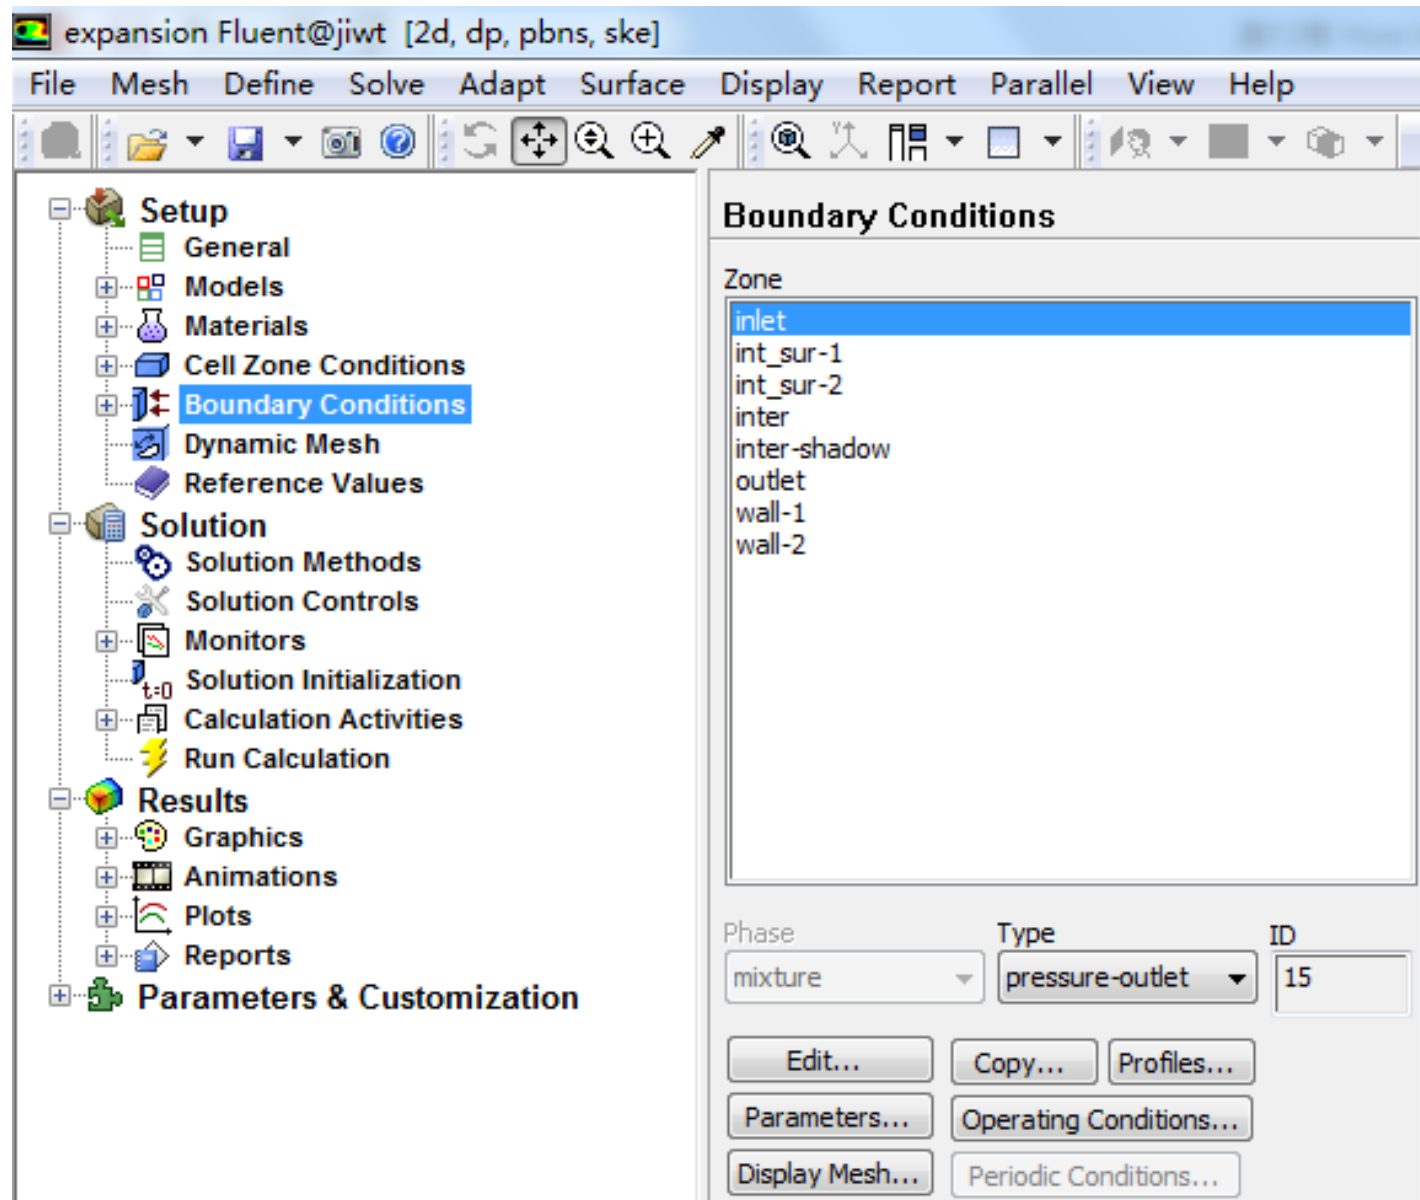 expansion Fluent@jiwt [2d, dp, pbns, ske]
File Mesh Define Solve Adapt Surface Display Report Parallel View Help
Setup
General
Models
Materials
Cell Zone Conditions
Boundary Conditions
Dynamic Mesh
Reference Values
Solution
Solution Methods
Solution Controls
Monitors
t=0 Solution Initialization
Calculation Activities
Run Calculation
Results
Graphics
Animations
Plots
Reports
Parameters & Customization
Boundary Conditions
Zone
inlet
int_sur-1
int_sur-2
inter
inter-shadow
outlet
wall-1
wall-2
Phase Type ID
mixture pressure-outlet 15
Edit... Copy... Profiles...
Parameters... Operating Conditions...
Display Mesh... Periodic Conditions...